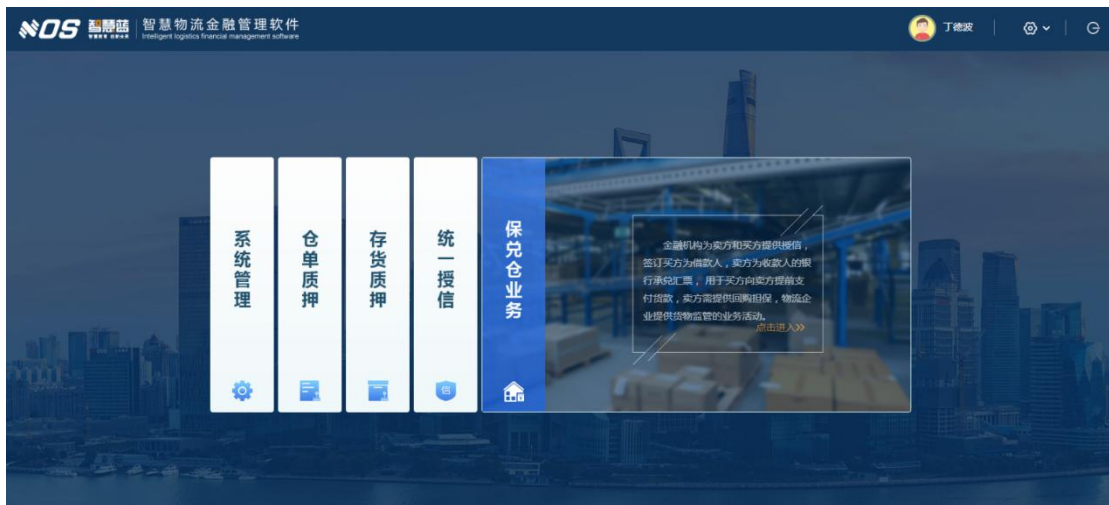 NOS 智慧蓝 智慧物流金融管理软件
Intelligent logistics financial management software
丁德波
系统管理
仓单质押
存货质押
统一授信
信
保兑仓业务
金融机构为卖方和买方提供授信，
签订买方为借款人，卖方为收款人的银
行承兑汇票，用于买方向卖方提前支
付货款，卖方需提供回购担保，物流企
业提供货物监管的业务活动。
点击进入>>